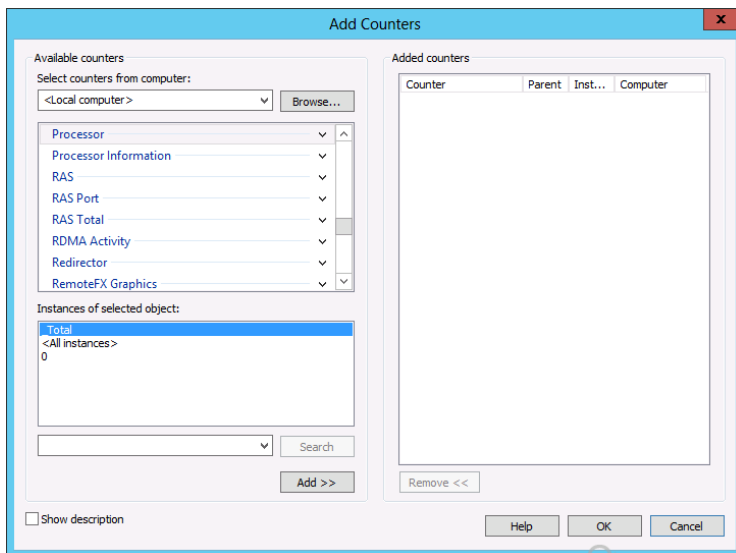 Add Counters
x
Available counters
Select counters from computer:
<Local computer>
Browse...
Processor
Processor Information
RAS
RAS Port
RAS Total
RDMA Activity
Redirector
RemoteFX Graphics
Instances of selected object:
_Total
<All instances>
0
Search
Add >>
Show description
Added counters
Counter Parent Inst... Computer
Remove <<
Help OK Cancel